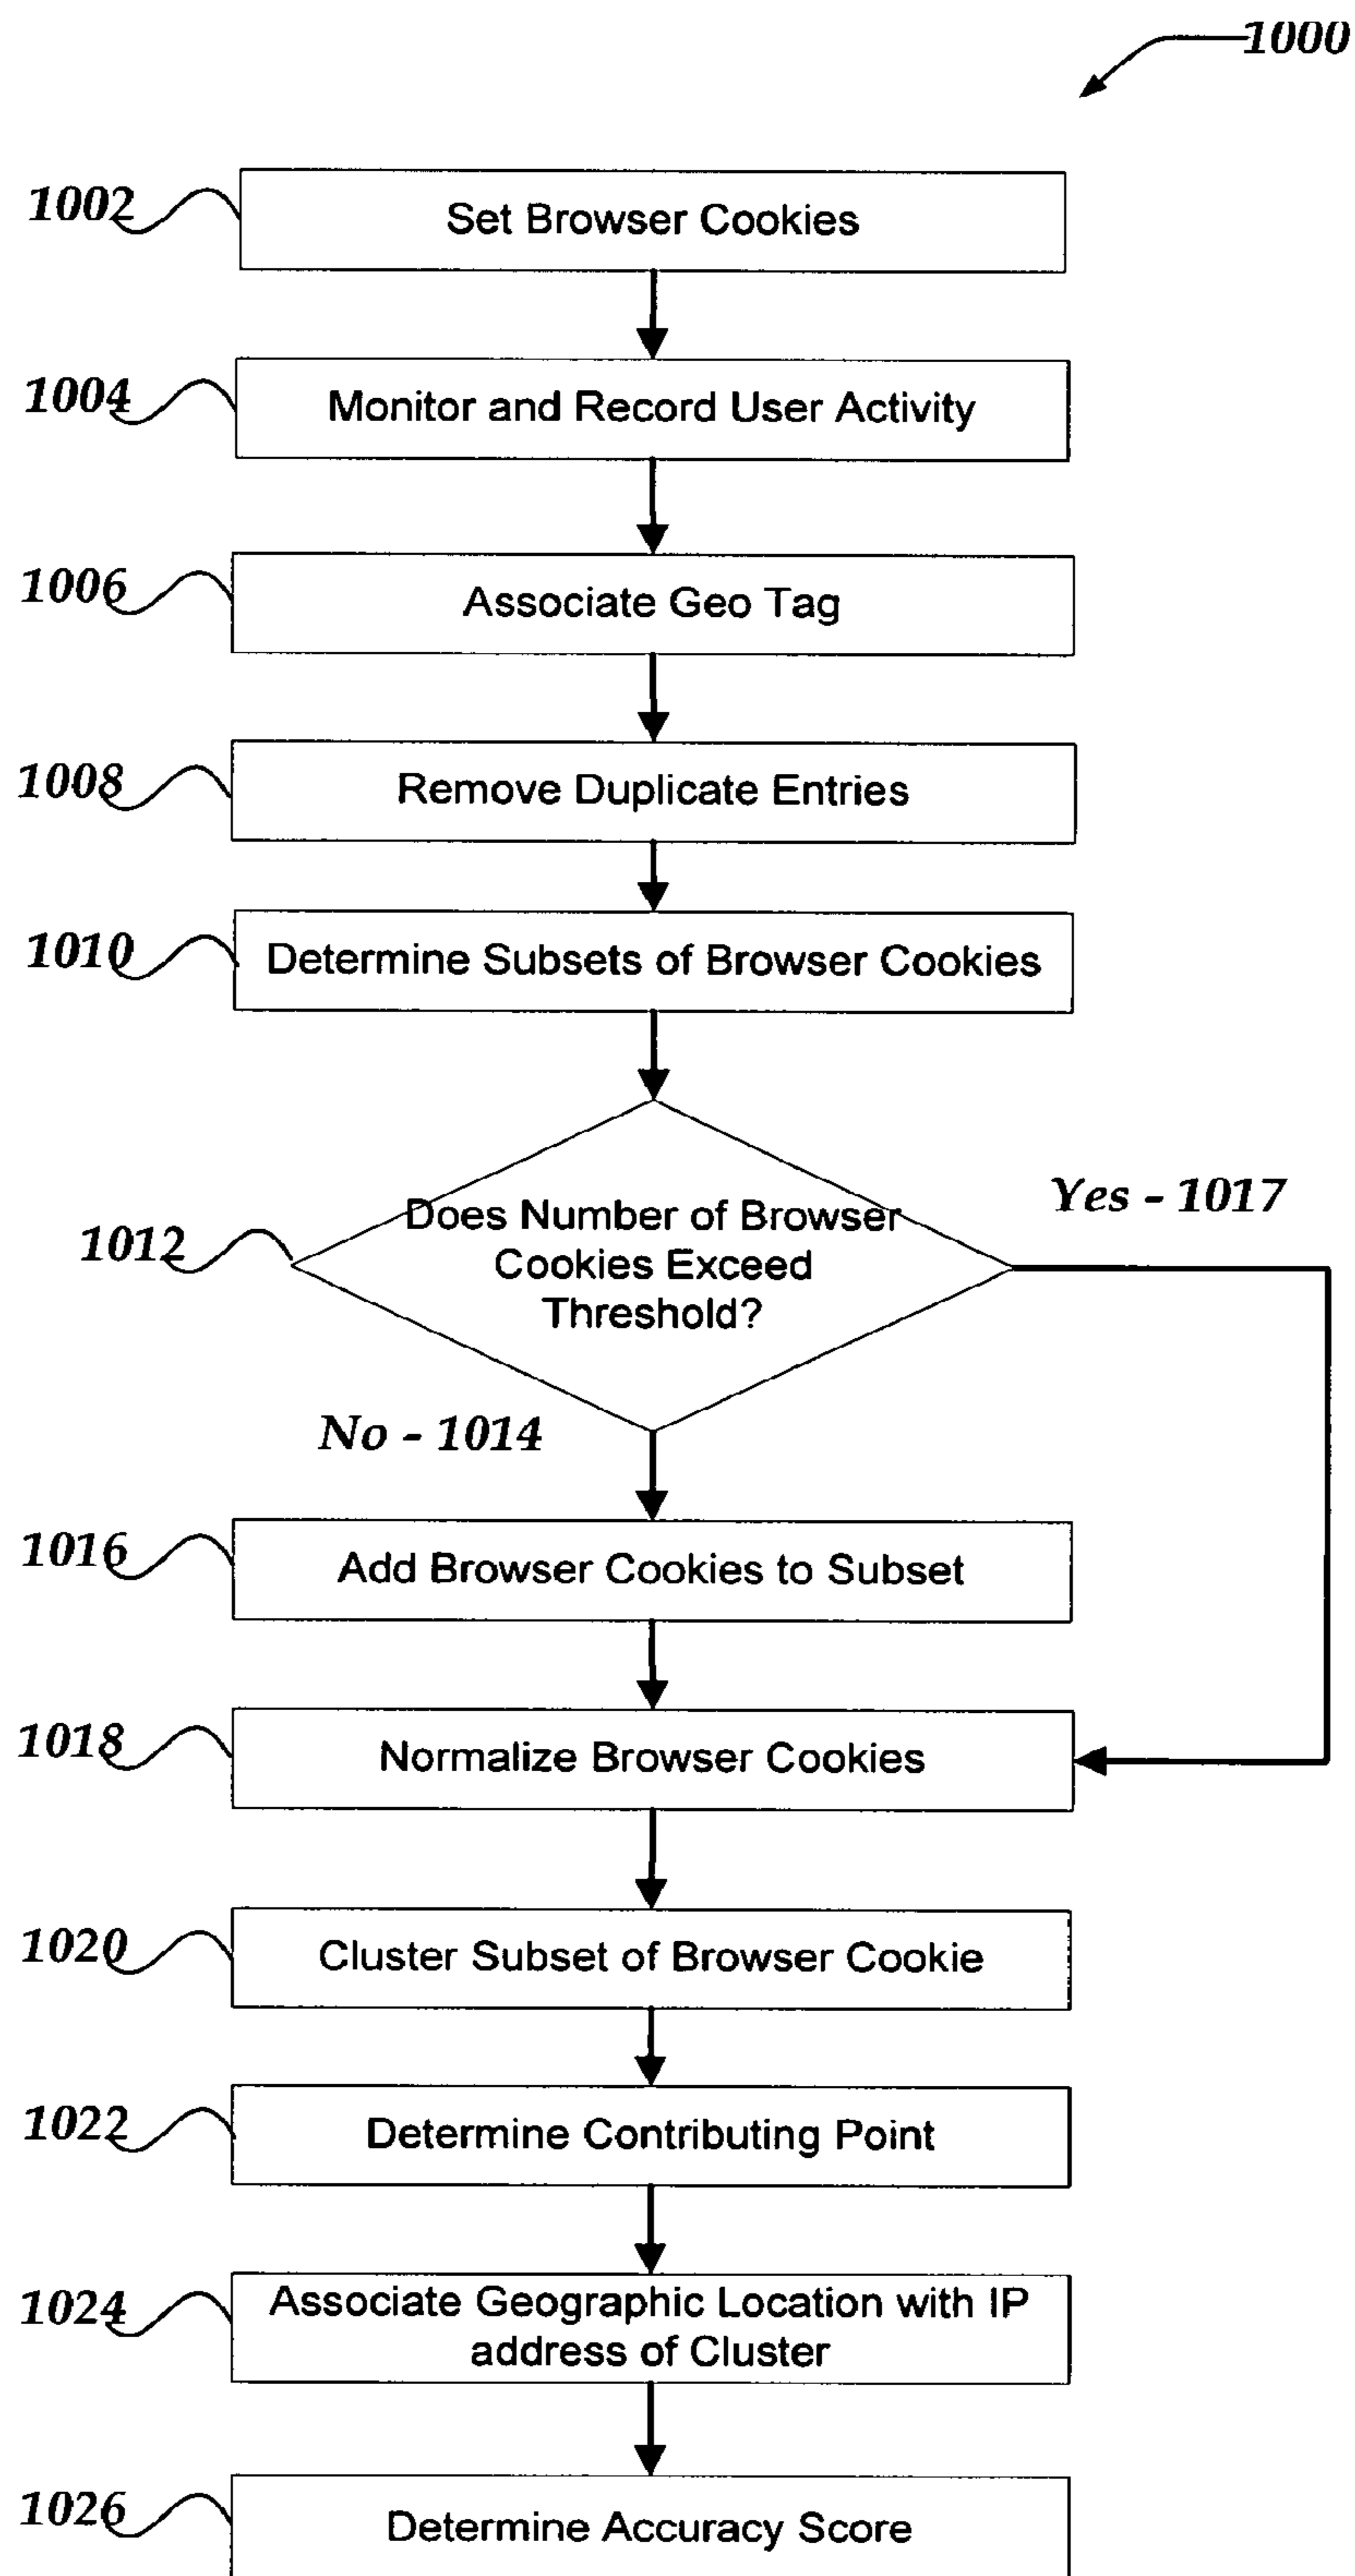 1000
1002 Set Browser Cookies
1004 Monitor and Record User Activity
1006 Associate Geo Tag
1008 Remove Duplicate Entries
1010 Determine Subsets of Browser Cookies
Yes - 1017
1012 Does Number of Browser
Cookies Exceed
Threshold?
No - 1014
1016 Add Browser Cookies to Subset
1018 Normalize Browser Cookies
1020 Cluster Subset of Browser Cookie
1022 Determine Contributing Point
1024 Associate Geographic Location with IP
address of Cluster
1026 Determine Accuracy Score